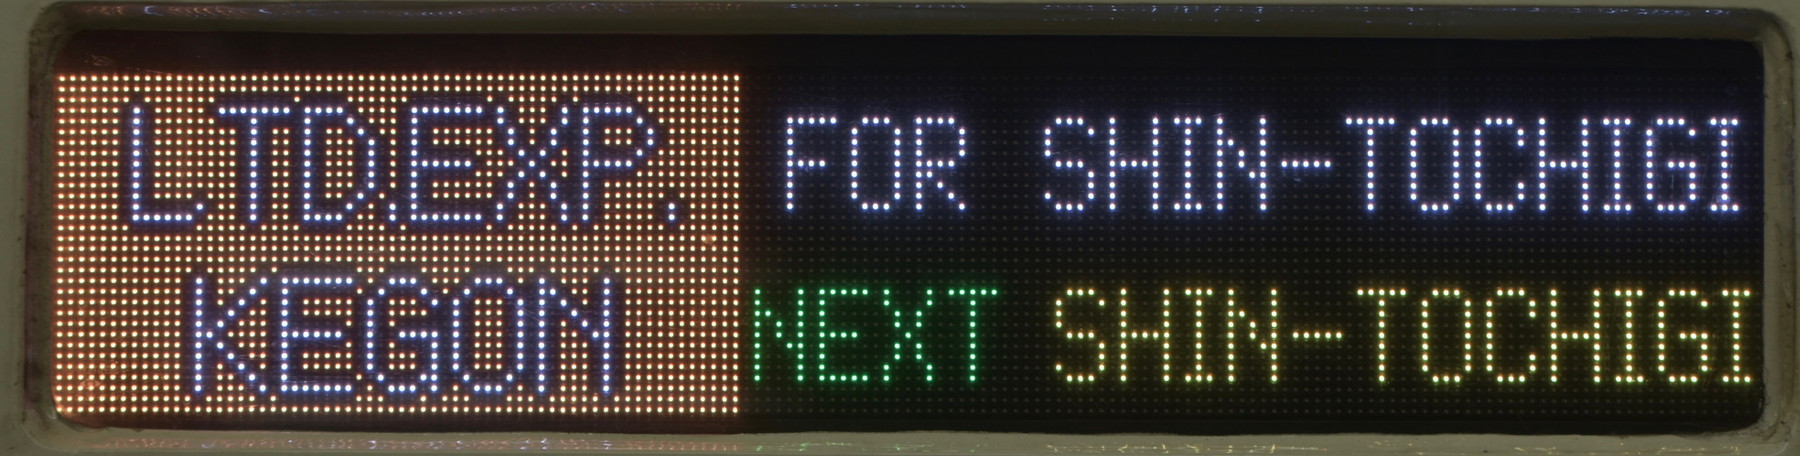 LTD.EXP. FOR SHIN-TOCHIGI
KEGON NEXT SHIN-TOCHIGI